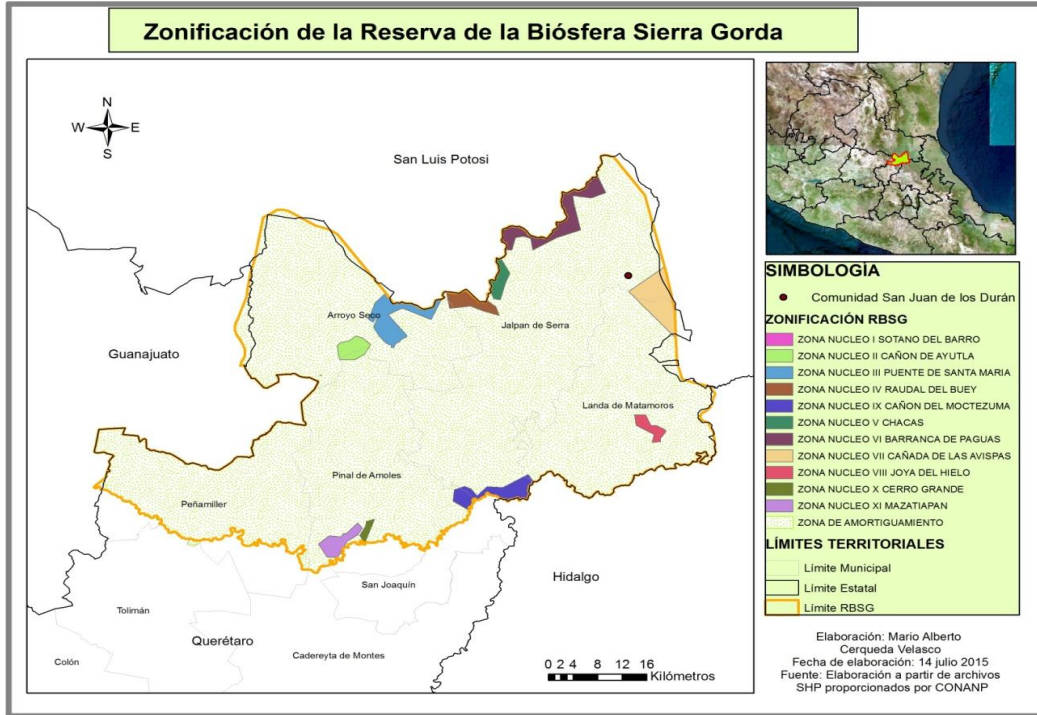 Zonificación de la Reserva de la Biósfera Sierra Gorda
N
W E
S
San Luis Potosi
Guanajuato
Arroyo Seco
Jalpan de Serra
Landa de Matamoros
Pinal de Amoles
Peñamiller
San Joaquín
Hidalgo
Tolimán
Querétaro
Colón
Cadereyta de Montes
0 2 4 8 12 16
Kilómetros
SIMBOLOGÍA
Comunidad San Juan de los Durán
ZONIFICACIÓN RBSG
ZONA NUCLEO I SOTANO DEL BARRO
ZONA NUCLEO II CAÑON DE AYUTLA
ZONA NUCLEO III PUENTE DE SANTA MARIA
ZONA NUCLEO IV RAUDAL DEL BUEY
ZONA NUCLEO IX CAÑON DEL MOCTEZUMA
ZONA NUCLEO V CHACAS
ZONA NUCLEO VI BARRANCA DE PAGUAS
ZONA NUCLEO VII CAÑADA DE LAS AVISPAS
ZONA NUCLEO VIII JOYA DEL HIELO
ZONA NUCLEO X CERRO GRANDE
ZONA NUCLEO XI MAZATIAPAN
ZONA DE AMORTIGUAMIENTO
LÍMITES TERRITORIALES
Límite Municipal
Límite Estatal
Límite RBSG
Elaboración: Mario Alberto
Cerqueda Velasco
Fecha de elaboración: 14 julio 2015
Fuente: Elaboración a partir de archivos
SHP proporcionados por CONANP